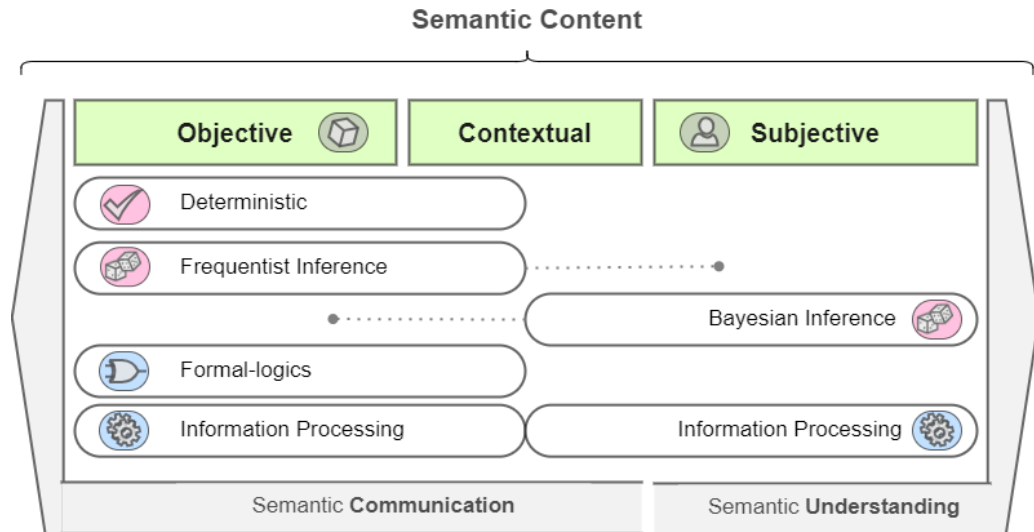 Semantic Content
Objective
Contextual
Subjective
Deterministic
Frequentist Inference
Bayesian Inference
Formal-logics
Information Processing
Information Processing
Semantic Communication
Semantic Understanding